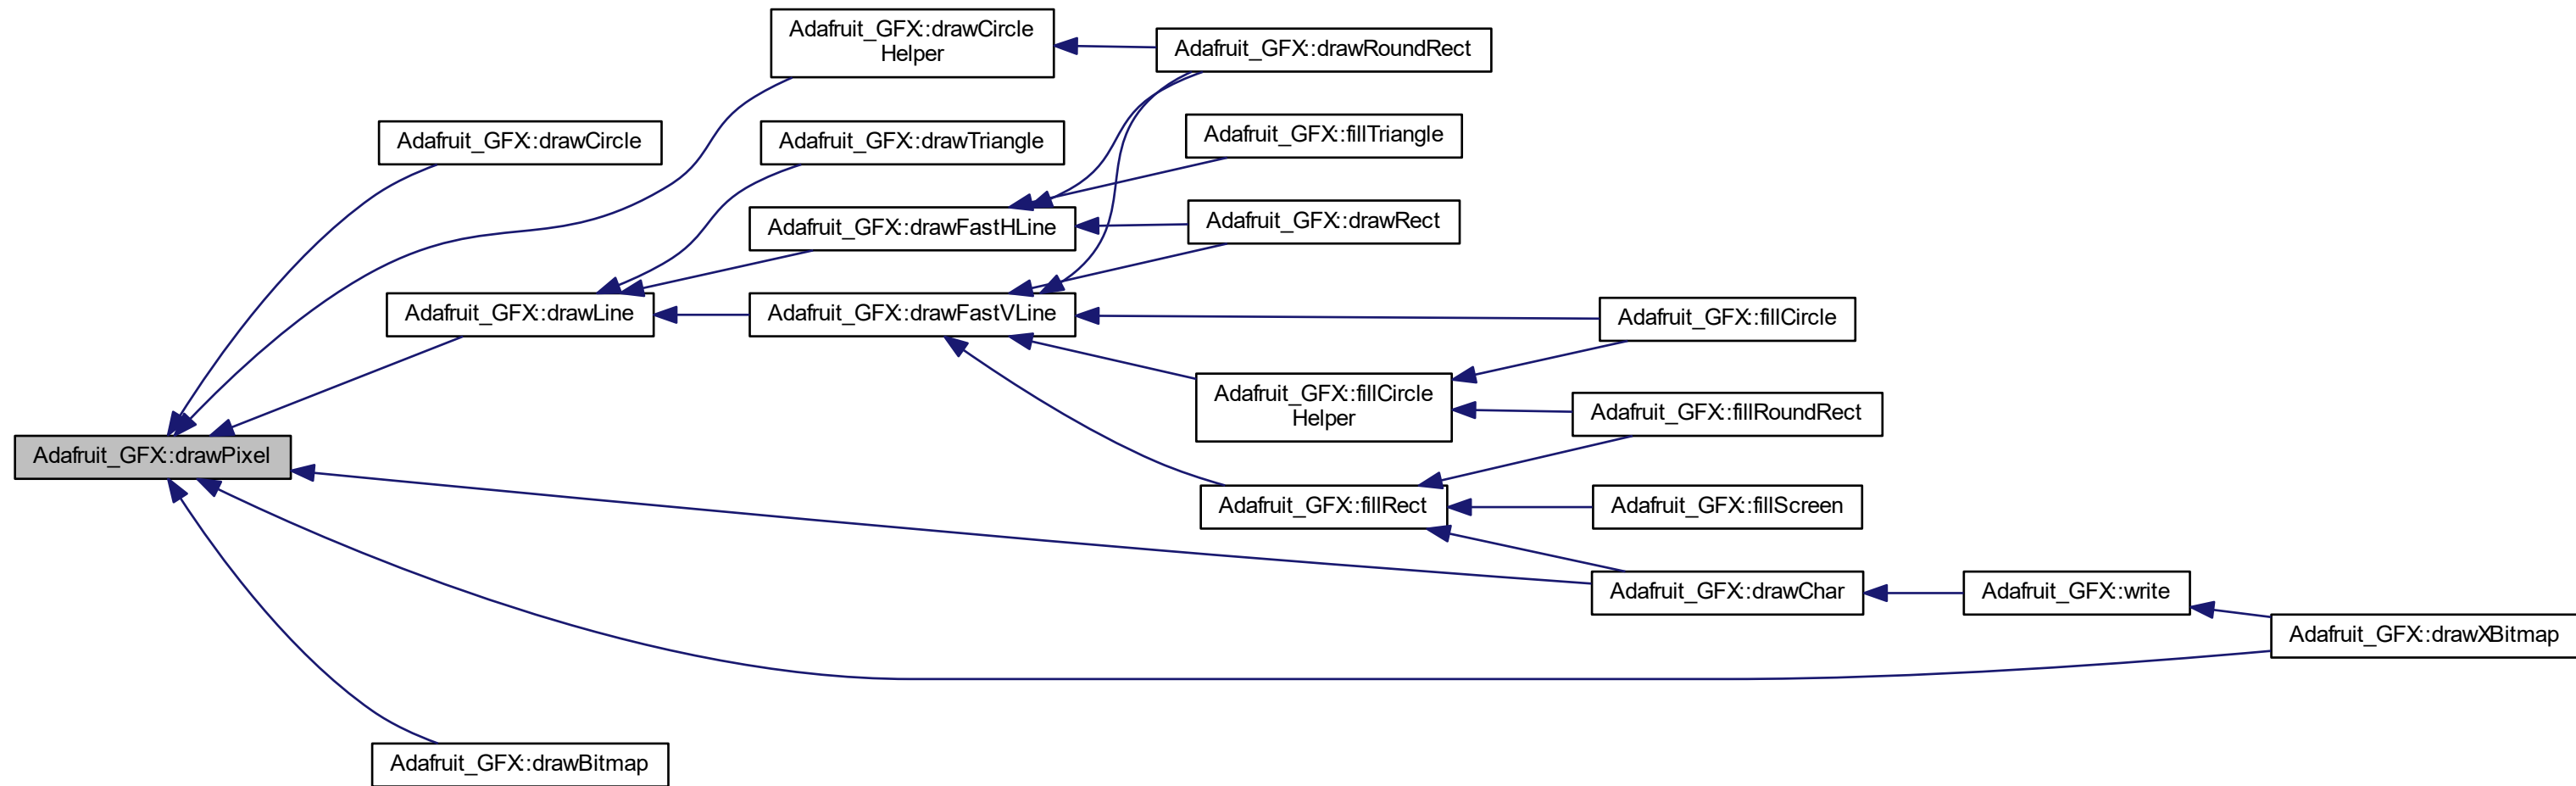 Adafruit_GFX::drawCircle
Helper
Adafruit_GFX::drawRoundRect
Adafruit_GFX::drawCircle
Adafruit_GFX::drawTriangle
Adafruit_GFX::fillTriangle
Adafruit_GFX::drawFastHLine
Adafruit_GFX::drawRect
Adafruit_GFX::drawLine
Adafruit_GFX::drawFastVLine
Adafruit_GFX::fillCircle
Adafruit_GFX::fillCircle
Helper
Adafruit_GFX::fillRoundRect
Adafruit_GFX::drawPixel
Adafruit_GFX::fillRect
Adafruit_GFX::fillScreen
Adafruit_GFX::drawChar
Adafruit_GFX::write
Adafruit_GFX::drawXBitmap
Adafruit_GFX::drawBitmap